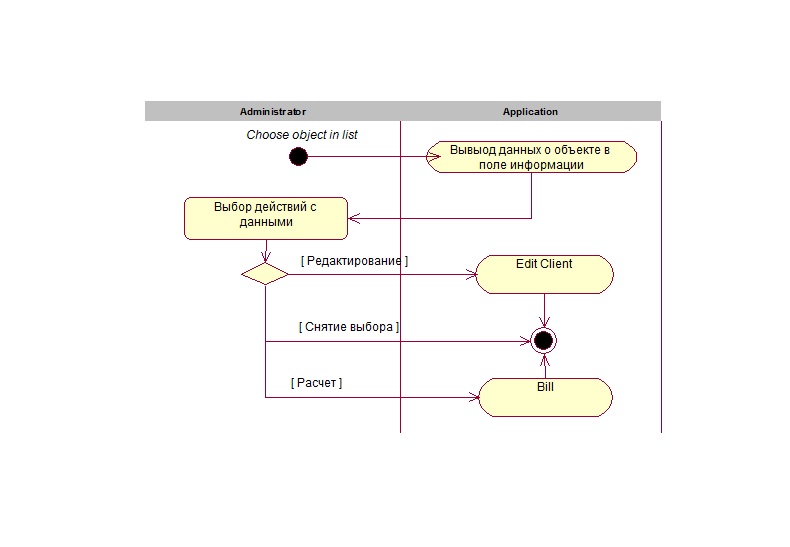 Administrator
Application
Choose object in list
Вывыод данных о объекте в
поле информации
Выбор действий с
данными
[ Редактирование ]
Edit Client
[ Снятие выбора ]
[ Расчет ]
Bill